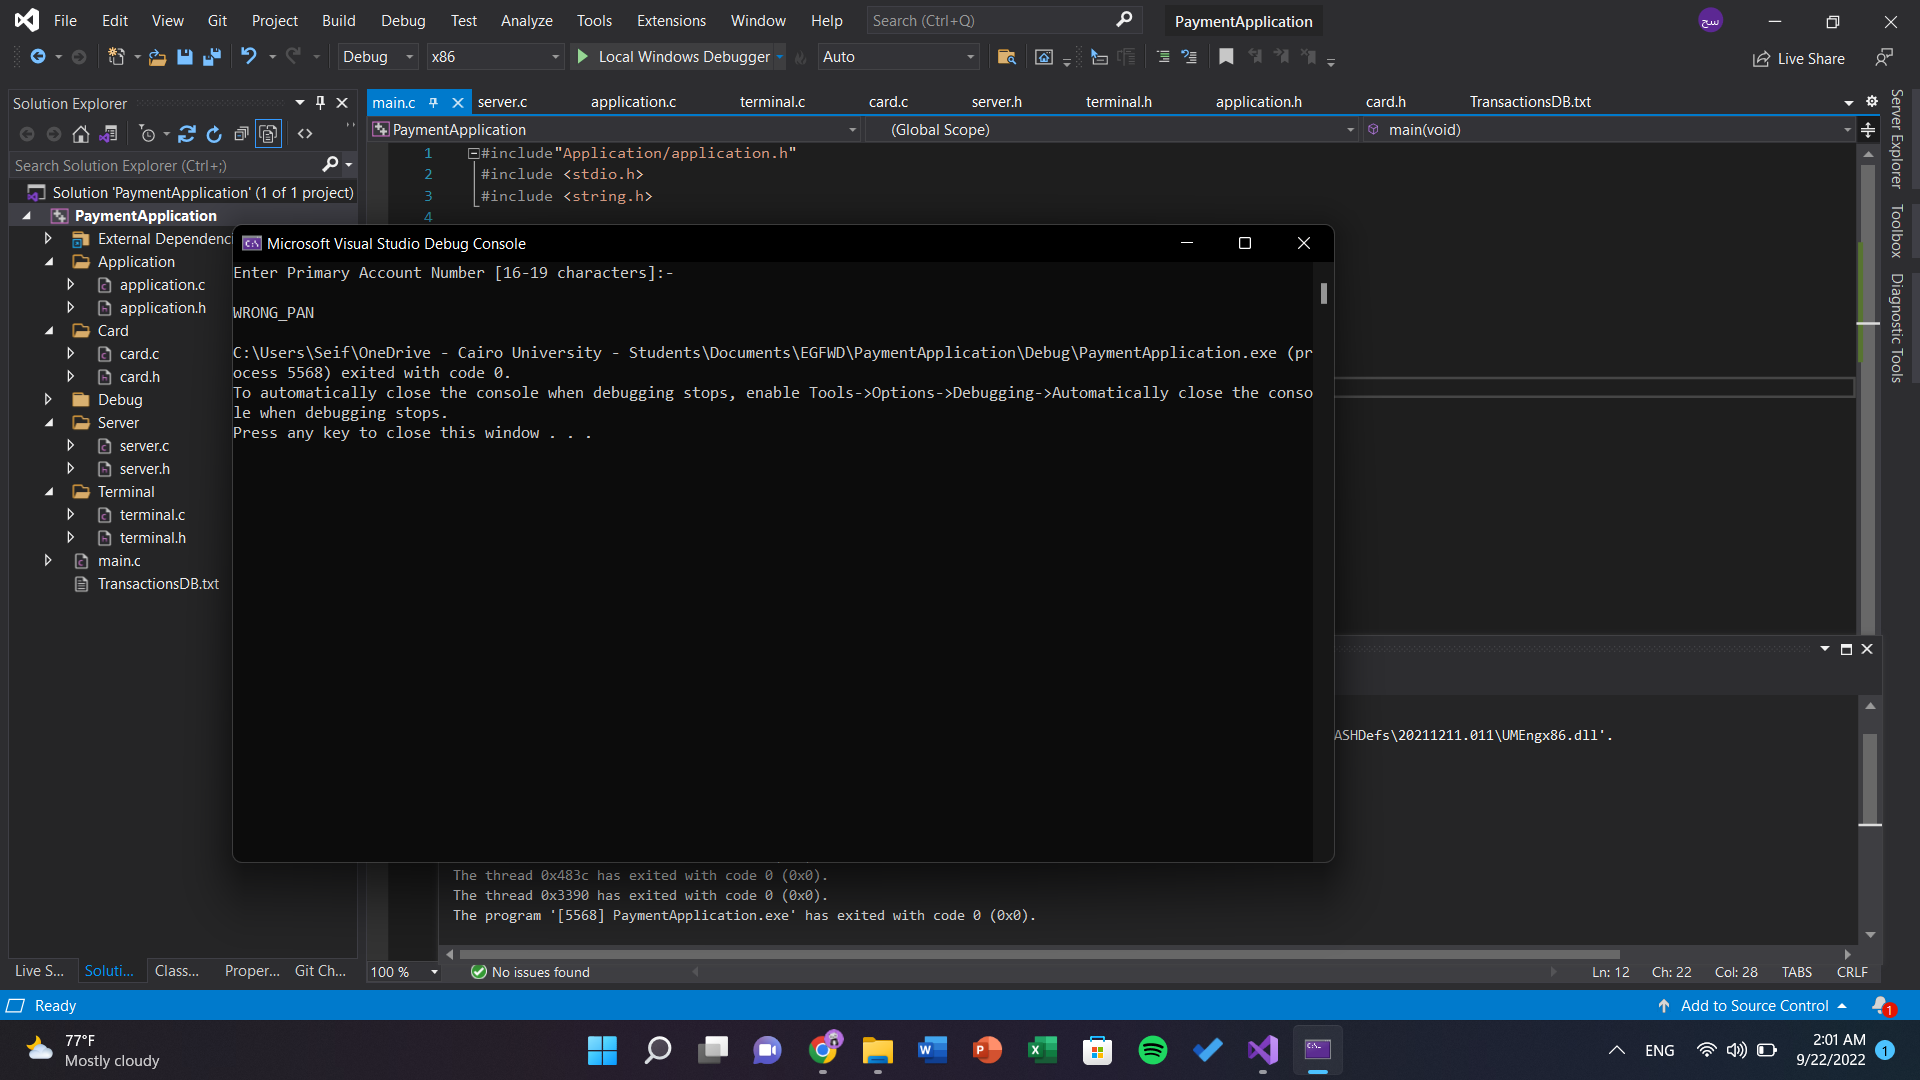 File Edit View Git Project Build Debug Test Analyze Tools Extensions Window Help Search (Ctrl+Q) PaymentApplication سح
Debug x86 Local Windows Debugger Auto Live Share
Solution Explorer
main.c server.c application.c terminal.c card.c server.h terminal.h application.h card.h TransactionsDB.txt
PaymentApplication (Global Scope) main(void)
Search Solution Explorer (Ctrl+;)
Solution 'PaymentApplication' (1 of 1 project)
PaymentApplication
External Dependenc
Application
application.c
application.h
Card
card.c
card.h
Debug
Server
server.c
server.h
Terminal
terminal.c
terminal.h
main.c
TransactionsDB.txt
1 #include"Application/application.h"
2 #include <stdio.h>
3 #include <string.h>
4
Microsoft Visual Studio Debug Console
Enter Primary Account Number [16-19 characters]:-
WRONG_PAN
C:\Users\Seif\OneDrive - Cairo University - Students\Documents\EGFWD\PaymentApplication\Debug\PaymentApplication.exe (pr
ocess 5568) exited with code 0.
To automatically close the console when debugging stops, enable Tools->Options->Debugging->Automatically close the conso
le when debugging stops.
Press any key to close this window . . .
Server Explorer
Toolbox
Diagnostic Tools
ASHDefs\20211211.011\UMEngx86.dll'.
The thread 0x483c has exited with code 0 (0x0).
The thread 0x3390 has exited with code 0 (0x0).
The program '[5568] PaymentApplication.exe' has exited with code 0 (0x0).
Live S... Soluti... Class... Proper... Git Ch... 100 % No issues found Ln: 12 Ch: 22 Col: 28 TABS CRLF
Ready Add to Source Control 1
77°F
Mostly cloudy
ENG
2:01 AM
9/22/2022
1